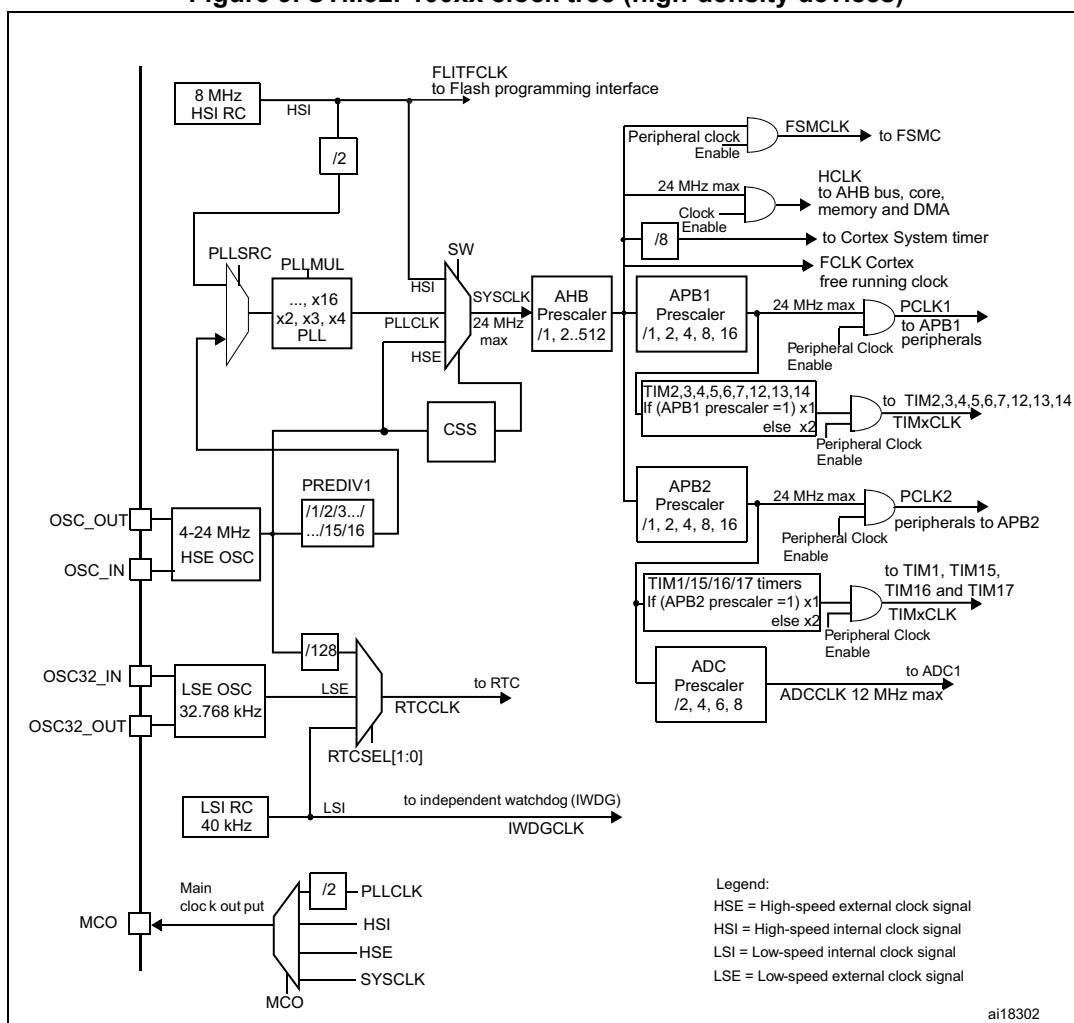 8 MHz
HSI RC
HSI
FLITFCLK
to Flash programming interface
/2
Peripheral clock
Enable
FSMCLK
to FSMC
24 MHz max
Clock
Enable
HCLK
to AHB bus, core,
memory and DMA
/8
to Cortex System timer
FCLK Cortex
free running clock
PLLSRC
PLLMUL
..., x16
x2, x3, x4
PLL
SW
HSI
PLLCLK
HSE
SYSCLK
24 MHz
max
AHB
Prescaler
/1, 2..512
APB1
Prescaler
/1, 2, 4, 8, 16
24 MHz max
PCLK1
to APB1
peripherals
Peripheral Clock
Enable
TIM2,3,4,5,6,7,12,13,14
If (APB1 prescaler =1) x1
else x2
to TIM2,3,4,5,6,7,12,13,14
TIMxCLK
Peripheral Clock
Enable
CSS
PREDIV1
/1/2/3.../
.../15/16
OSC_OUT
OSC_IN
4-24 MHz
HSE OSC
APB2
Prescaler
/1, 2, 4, 8, 16
24 MHz max
PCLK2
peripherals to APB2
Peripheral Clock
Enable
TIM1/15/16/17 timers
If (APB2 prescaler =1) x1
else x2
to TIM1, TIM15,
TIM16 and TIM17
TIMxCLK
Peripheral Clock
Enable
ADC
Prescaler
/2, 4, 6, 8
to ADC1
ADCCLK 12 MHz max
/128
OSC32_IN
OSC32_OUT
LSE OSC
32.768 kHz
LSE
to RTC
RTCCLK
RTCSEL[1:0]
LSI RC
40 kHz
LSI
to independent watchdog (IWDG)
IWDGCLK
MCO
Main
clock output
/2
PLLCLK
HSI
HSE
SYSCLK
MCO
Legend:
HSE = High-speed external clock signal
HSI = High-speed internal clock signal
LSI = Low-speed internal clock signal
LSE = Low-speed external clock signal
ai18302